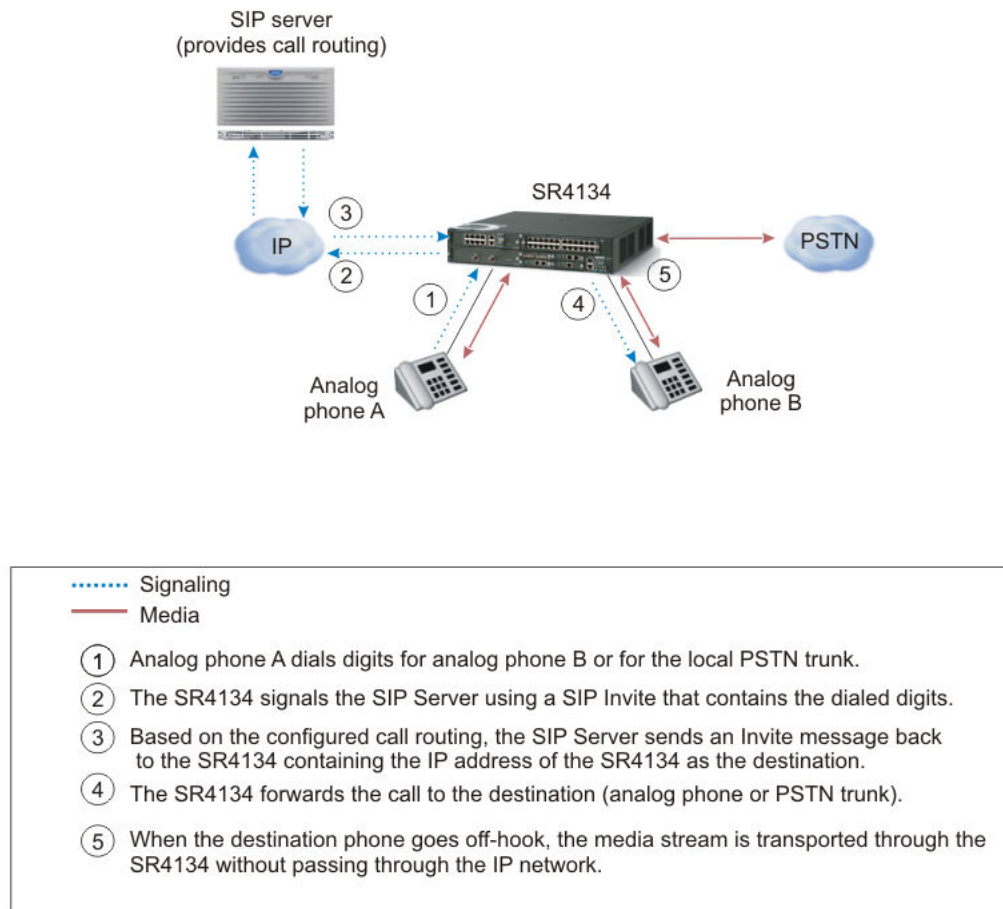 SIP server
(provides call routing)
SR4134
3
IP
2
PSTN
5
1
4
Analog
phone A
Analog
phone B
Signaling
Media
1 Analog phone A dials digits for analog phone B or for the local PSTN trunk.
2 The SR4134 signals the SIP Server using a SIP Invite that contains the dialed digits.
3 Based on the configured call routing, the SIP Server sends an Invite message back
to the SR4134 containing the IP address of the SR4134 as the destination.
4 The SR4134 forwards the call to the destination (analog phone or PSTN trunk).
5 When the destination phone goes off-hook, the media stream is transported through the
SR4134 without passing through the IP network.